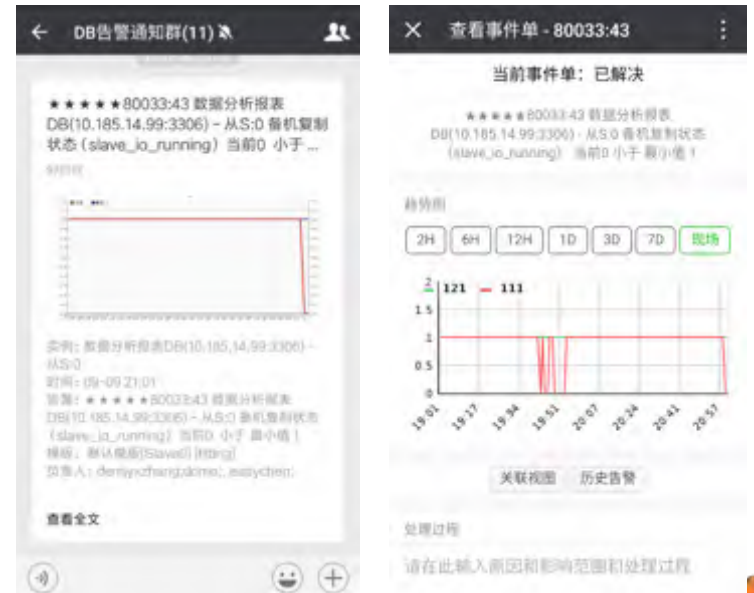 DB告警通知群(11)
★★★★★80033:43 数据分析报表
DB(10.185.14.99:3306) – 从S:0 备机复制
状态 (slave_io_running) 当前0 小于 ...
实例: 数据分析报表DB(10.185.14.99:3306) -
从S:0
时间: 09-09 21:01
★★★★★80033:43 数据分析报表
DB(10.185.14.99:3306) - 从S:0 备机复制状态
(slave_io_running) 当前0 小于 最小值 1
模版: 默认模版
负责人:
查看全文
查看事件单 - 80033:43
当前事件单: 已解决
★★★★★80033:43 数据分析报表
DB(10.185.14.99:3306) - 从S:0 备机复制状态
(slave_io_running) 当前0 小于 最小值 1
趋势图
2H 6H 12H 1D 3D 7D 现场
2
121 111
1.5
1
0.5
0
19:01 19:17 19:34 19:51 20:07 20:24 20:41 20:57
关联视图 历史告警
处理过程
请在此输入原因和影响范围和处理过程